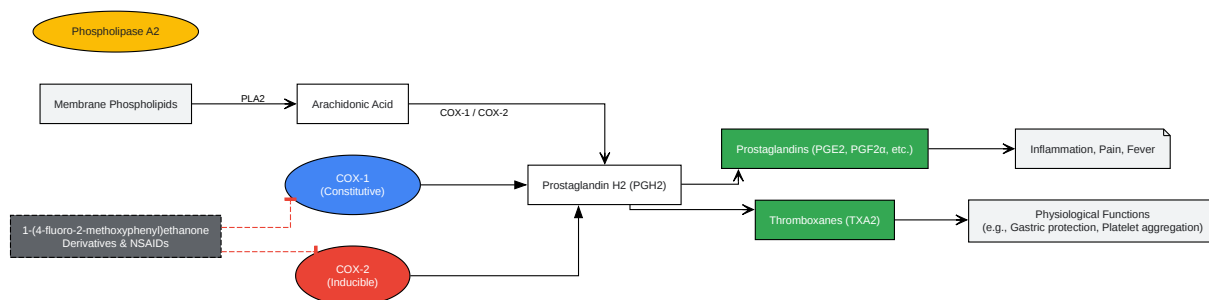 Phospholipase A2
Membrane Phospholipids
PLA2
Arachidonic Acid
COX-1 / COX-2
COX-1
(Constitutive)
Prostaglandin H2 (PGH2)
Prostaglandins (PGE2, PGF2α, etc.)
Inflammation, Pain, Fever
1-(4-fluoro-2-methoxyphenyl)ethanone
Derivatives & NSAIDs
Thromboxanes (TXA2)
Physiological Functions
(e.g., Gastric protection, Platelet aggregation)
COX-2
(Inducible)